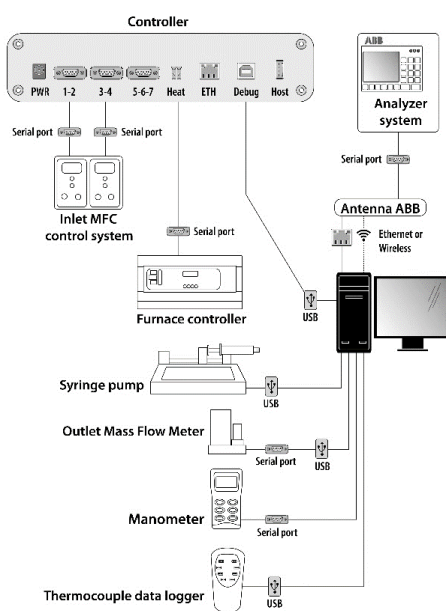 Controller
PWR 1-2 3-4 5-6-7 Heat ETH Debug Host
ABB
Analyzer
system
Serial port Serial port
Serial port
Inlet MFC
control system
Antenna ABB
Serial port
Ethernet or
Wireless
USB
Furnace controller
Syringe pump
USB
Outlet Mass Flow Meter
Serial port
USB
Manometer
Serial port
Thermocouple data logger
USB